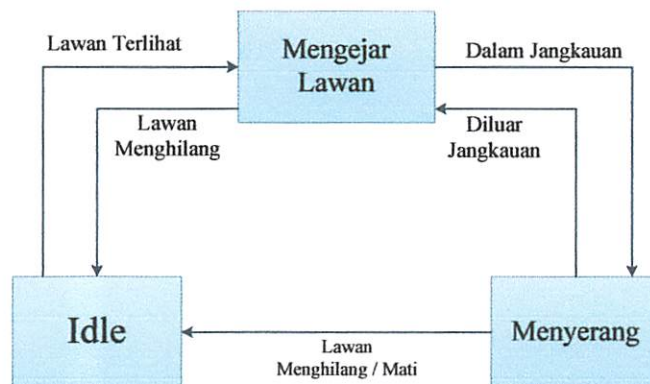 Lawan Terlihat
Mengejar
Lawan
Dalam Jangkauan
Lawan
Menghilang
Diluar
Jangkauan
Idle
Menyerang
Lawan
Menghilang / Mati